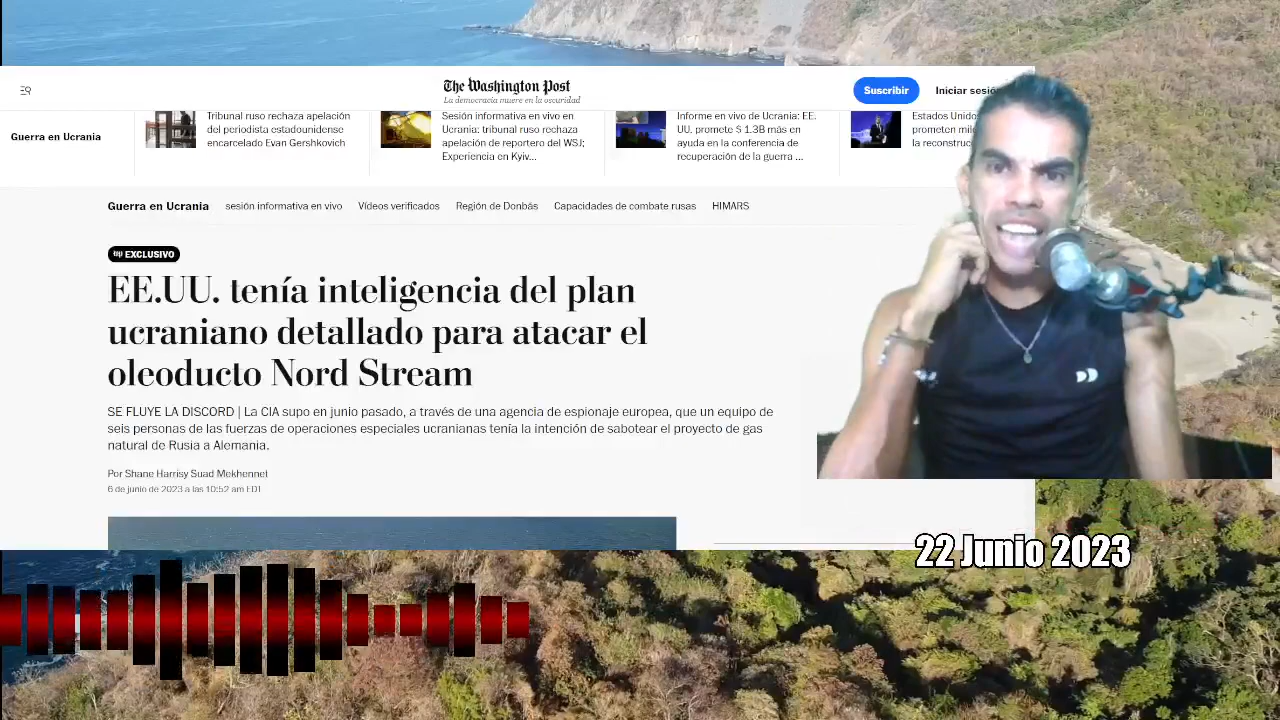 The Washington Post
La democracia muere en la oscuridad
Suscribir
Iniciar sesión
Guerra en Ucrania
Tribunal ruso rechaza apelación
del periodista estadounidense
encarcelado Evan Gershkovich
Sesión informativa en vivo en
Ucrania: tribunal ruso rechaza
apelación de reportero del WSJ;
Experiencia en Kyiv...
Informe en vivo de Ucrania: EE.
UU. promete $ 1.3B más en
ayuda en la conferencia de
recuperación de la guerra ...
Estados Unidos
prometen
la
Guerra en Ucrania
sesión informativa en vivo
Vídeos verificados
Región de Donbás
Capacidades de combate rusas
HIMARS
wp EXCLUSIVO
EE.UU. tenía inteligencia del plan
ucraniano detallado para atacar el
oleoducto Nord Stream
SE FLUYE LA DISCORD | La CIA supo en junio pasado, a través de una agencia de espionaje europea, que un equipo de
seis personas de las fuerzas de operaciones especiales ucranianas tenía la intención de sabotear el proyecto de gas
natural de Rusia a Alemania.
Por Shane Harrisy Suad Mekhennet
6 de junio de 2023 a las 10:52 am EDT
22 Junio 2023